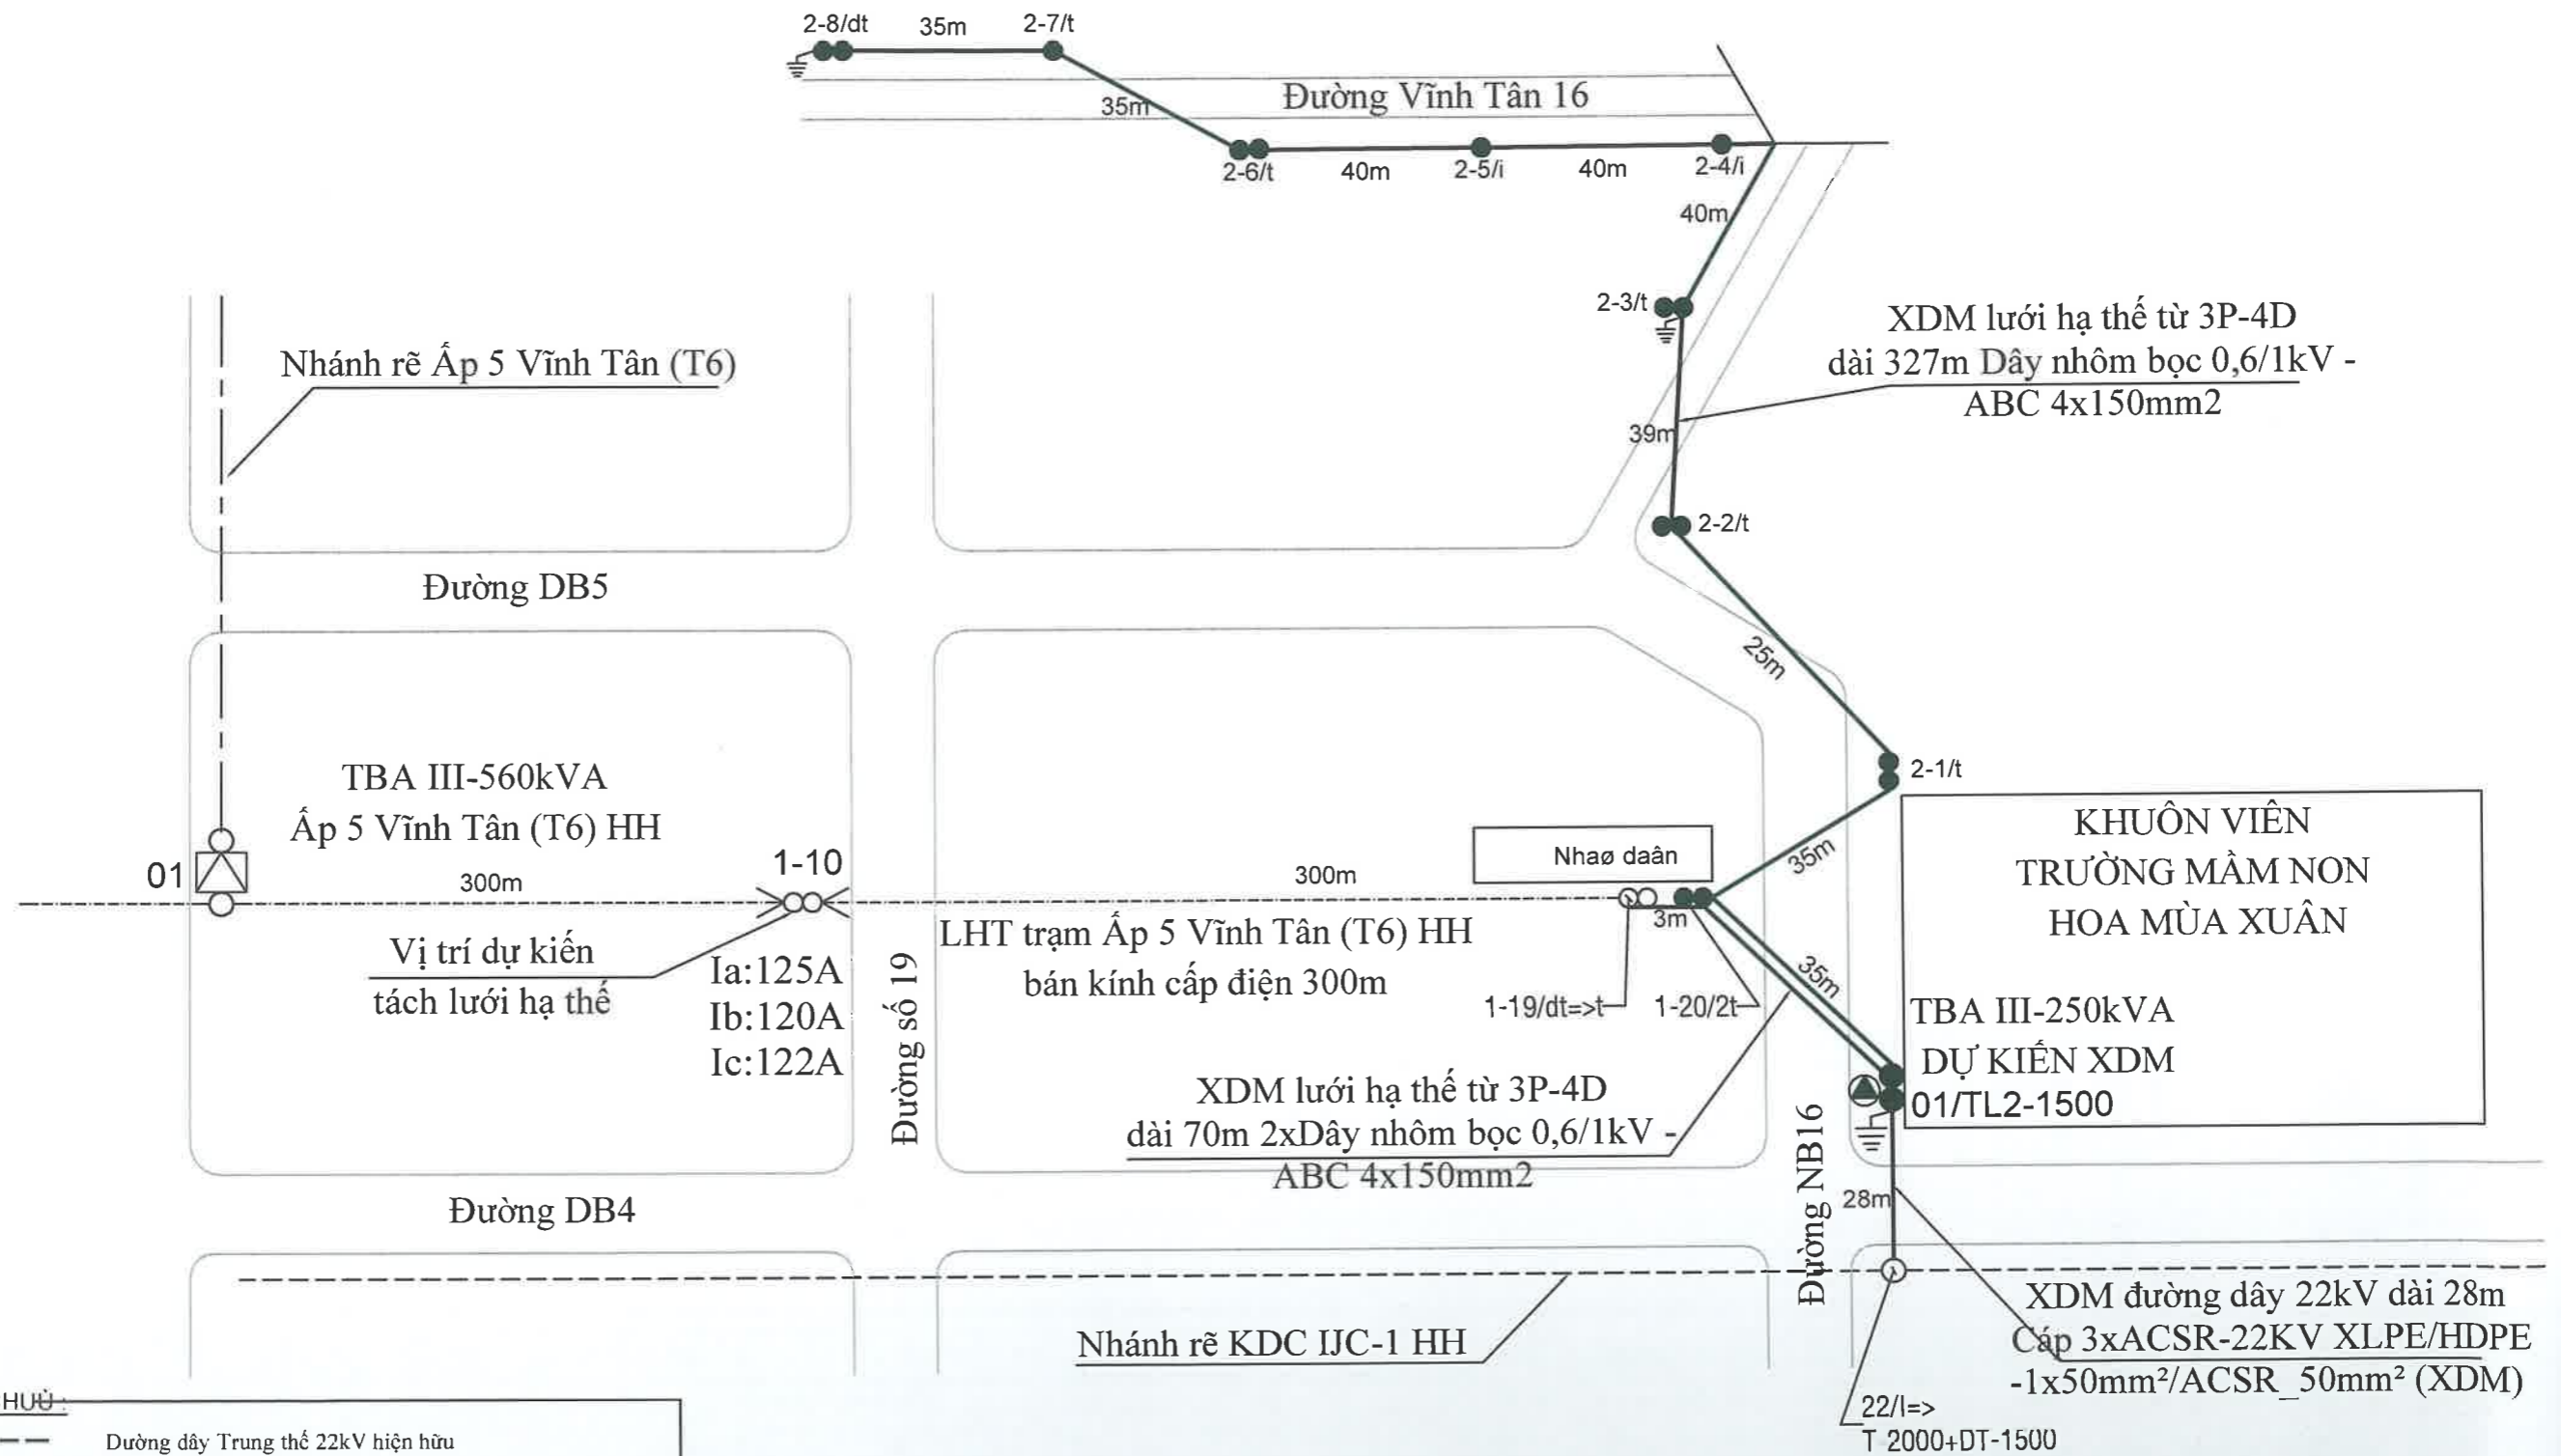 2-8/dt
35m
2-7/t
35m
Đường Vĩnh Tân 16
2-6/t
40m
2-5/i
40m
2-4/i
40m
2-3/t
XDM lưới hạ thế từ 3P-4D
dài 327m Dây nhôm bọc 0,6/1kV -
ABC 4x150mm2
Nhánh rẽ Ấp 5 Vĩnh Tân (T6)
39m
2-2/t
Đường DB5
25m
2-1/t
TBA III-560kVA
Ấp 5 Vĩnh Tân (T6) HH
01
300m
1-10
300m
Nhaø daân
35m
KHUÔN VIÊN
TRƯỜNG MẦM NON
HOA MÙA XUÂN
3m
Vị trí dự kiến
tách lưới hạ thế
Ia:125A
Ib:120A
Ic:122A
Đường số 19
LHT trạm Ấp 5 Vĩnh Tân (T6) HH
bán kính cấp điện 300m
1-19/dt=>t
1-20/2t
35m
TBA III-250kVA
DỰ KIẾN XDM
01/TL2-1500
XDM lưới hạ thế từ 3P-4D
dài 70m 2xDây nhôm bọc 0,6/1kV -
ABC 4x150mm2
Đường NB16
28m
Đường DB4
Nhánh rẽ KDC IJC-1 HH
XDM đường dây 22kV dài 28m
Cáp 3xACSR-22KV XLPE/HDPE
-1x50mm²/ACSR_50mm² (XDM)
22/I=>
T 2000+DT-1500
HUÙ :
Dường dây Trung thế 22kV hiện hữu